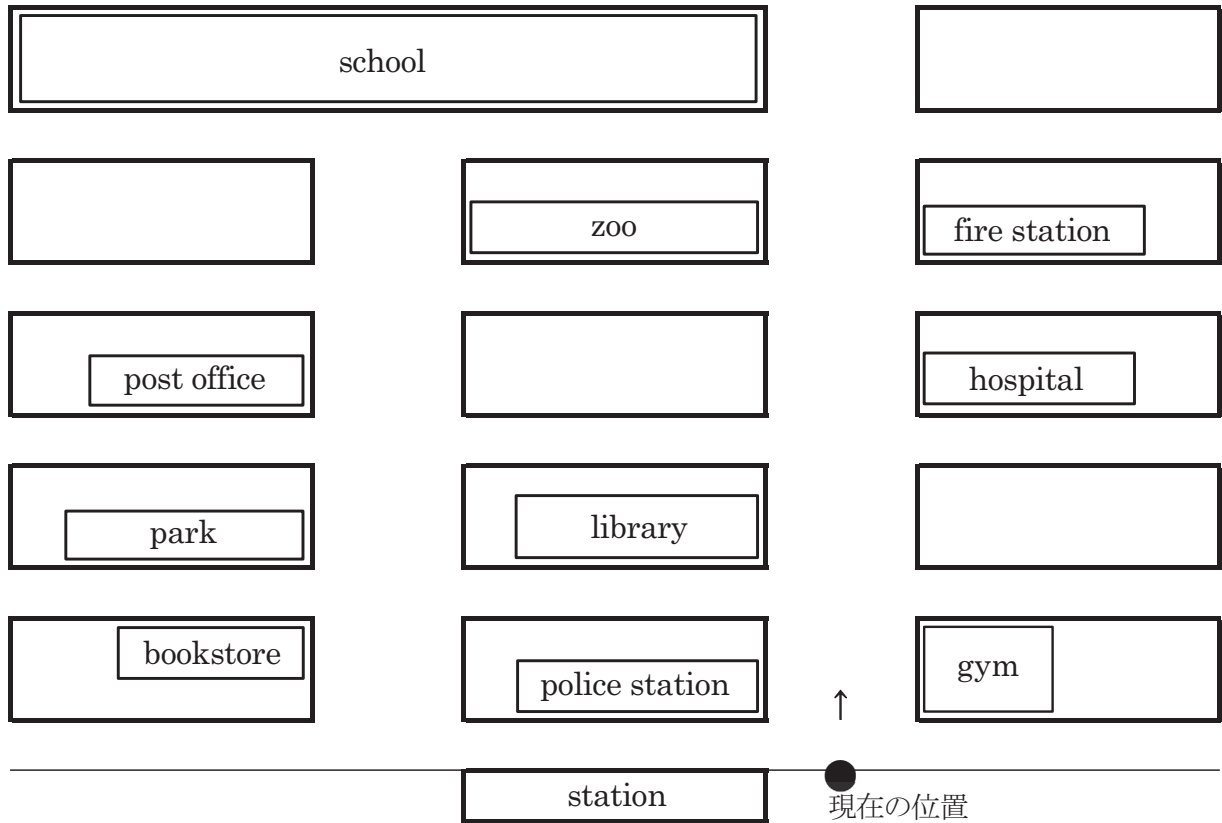 school
zoo
fire station
post office
hospital
park
library
bookstore
police station
gym
↑
station
現在の位置